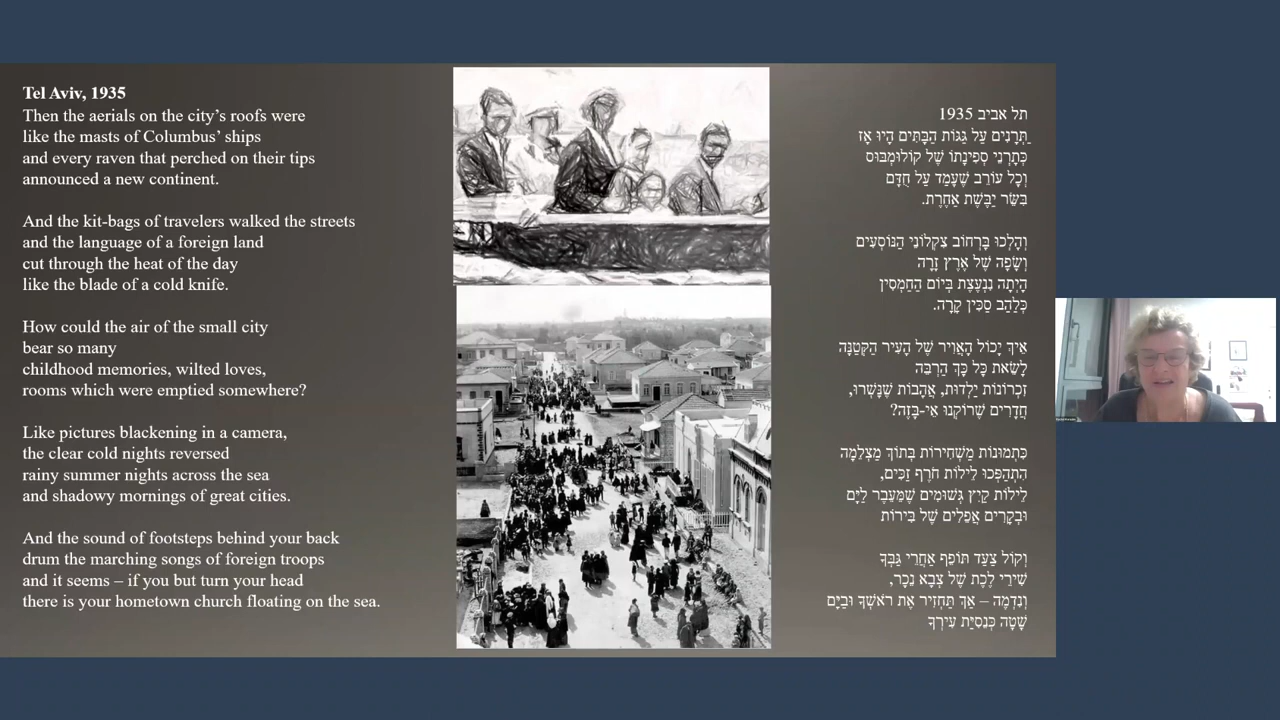 Tel Aviv, 1935
Then the aerials on the city's roofs were
like the masts of Columbus' ships
and every raven that perched on their tips
announced a new continent.
And the kit-bags of travelers walked the streets
and the language of a foreign land
cut through the heat of the day
like the blade of a cold knife.
How could the air of the small city
bear so many
childhood memories, wilted loves,
rooms which were emptied somewhere?
Like pictures blackening in a camera,
the clear cold nights reversed
rainy summer nights across the sea
and shadowy mornings of great cities.
And the sound of footsteps behind your back
drum the marching songs of foreign troops
and it seems – if you but turn your head
there is your hometown church floating on the sea.
תל אביב 1935
הַתְּרָנִים עַל גַּגּוֹת הַבָּתִּים הָיוּ אָז
כְּתָרְנֵי סְפִינָתוֹ שֶׁל קוֹלוּמְבּוּס
וְכָל עוֹרֵב שֶׁעָמַד עַל חֻדָּם
בִּשֵּׂר יַבֶּשֶׁת אַחֶרֶת.
וְהָלְכוּ בָּרְחוֹב צִקְלוֹנֵי הַנּוֹסְעִים
וְשָׂפָה שֶׁל אֶרֶץ זָרָה
הָיְתָה נִנְעֶצֶת בְּיוֹם הַחַמְסִין
כְּלַהַב סַכִּין קָרָה.
אֵיךְ יָכוֹל הָאֲוִיר שֶׁל הָעִיר הַקְּטַנָּה
לָשֵׂאת כָּל כָּךְ הַרְבֵּה
זִכְרוֹנוֹת יַלְדוּת, אֲהָבוֹת שֶׁנָּשְׁרוּ,
חֲדָרִים שֶׁרוֹקְנוּ אֵי-בָזֶה?
כִּתְמוּנוֹת מַשְׁחִירוֹת בְּתוֹךְ מַצְלֵמָה
הִתְהַפְּכוּ לֵילוֹת חֹרֶף זַכִּים,
לֵילוֹת קַיִץ גְּשׁוּמִים שֶׁמֵּעֵבֶר לַיָּם
וּבְקָרִים אֲפֵלִים שֶׁל בִּירוֹת
וְקוֹל צַעַד תּוֹפֵף אַחֲרֵי גַּבְּךָ
שִׁירֵי לֶכֶת שֶׁל צְבָא נֵכָר,
וְנִדְמֶה – אַךְ תַּחְזִיר אֶת רֹאשְׁךָ וּבַיָּם
שָׁטָה כְּנֵסִיַּת עִירְךָ